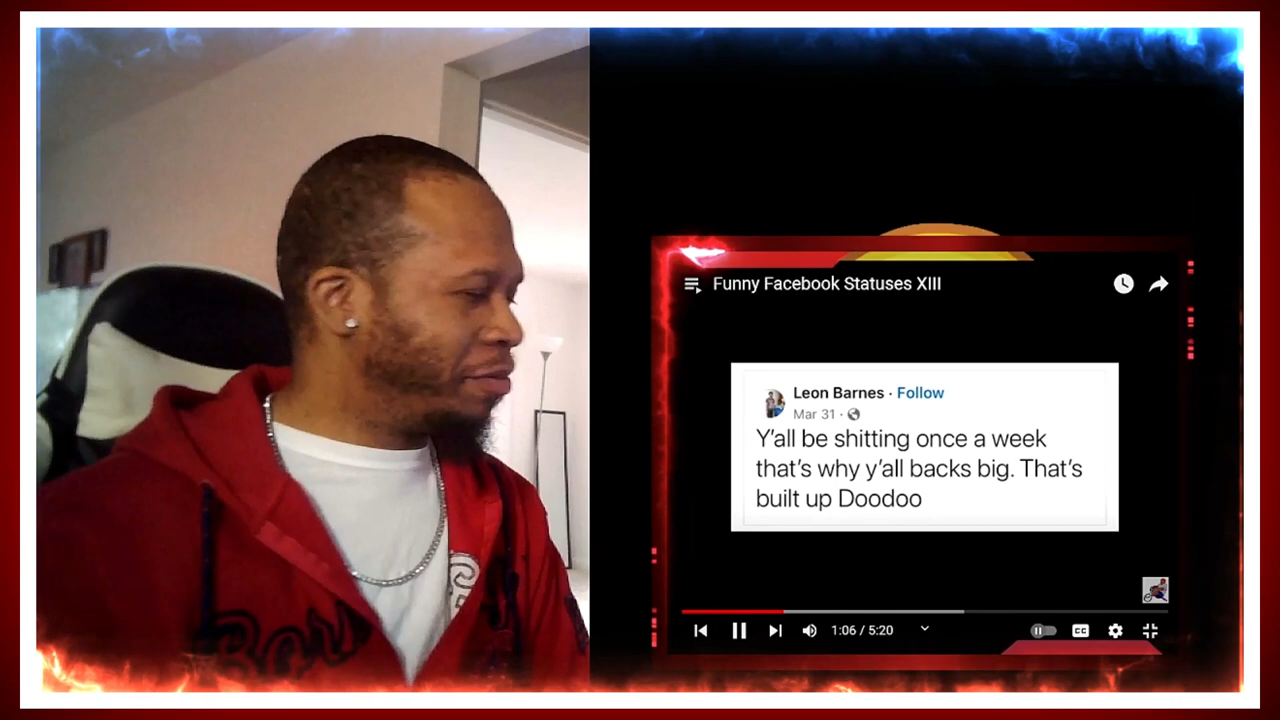 Funny Facebook Statuses XIII
Leon Barnes · Follow
Mar 31 ·
Y'all be shitting once a week
that's why y'all backs big. That's
built up Doodoo
CC
1:06 / 5:20